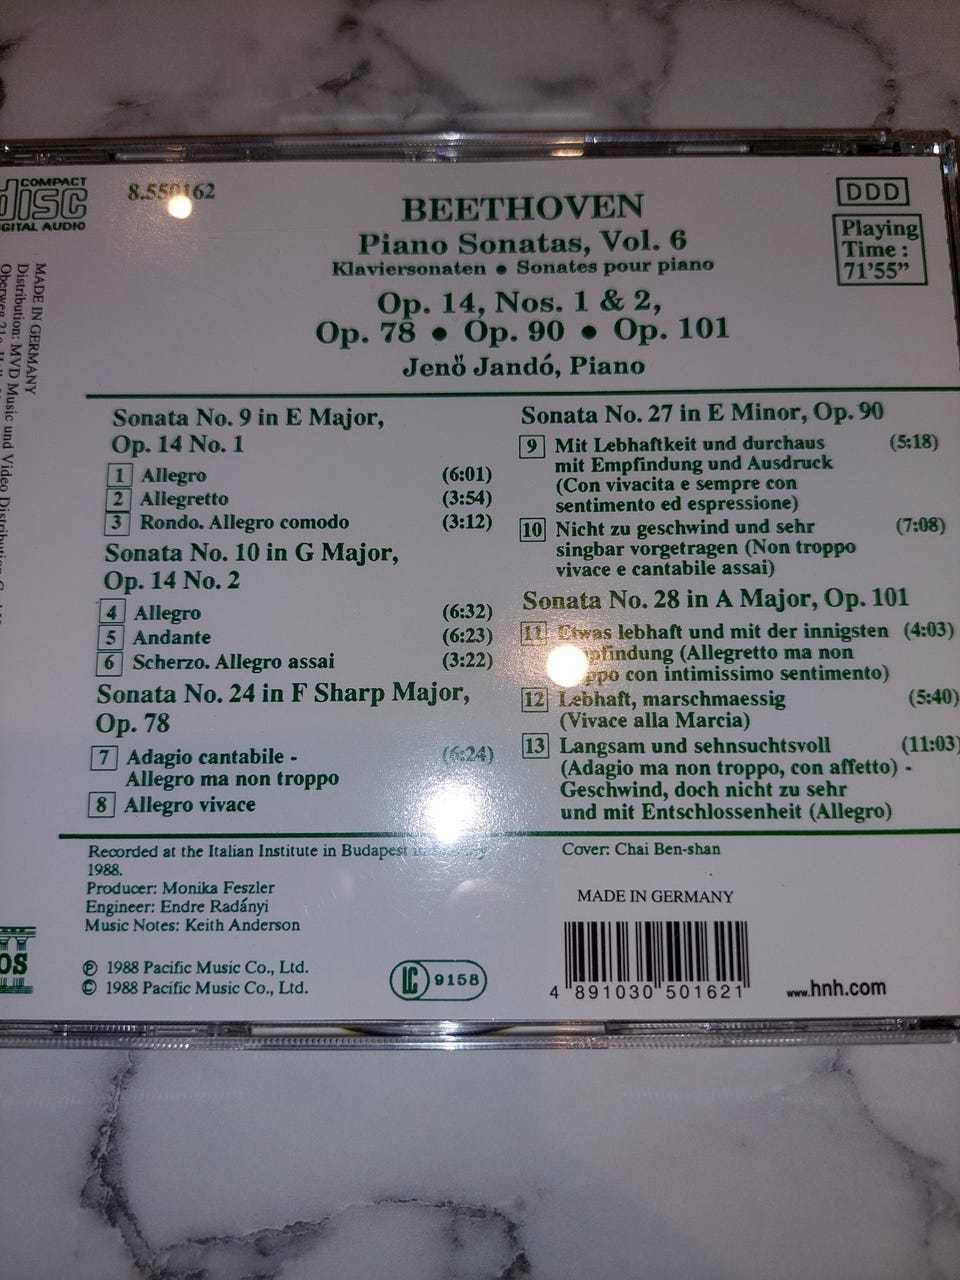 COMPACT
disc
DIGITAL AUDIO
8.550162
BEETHOVEN
Piano Sonatas, Vol. 6
Klaviersonaten • Sonates pour piano
Op. 14, Nos. 1 & 2,
Op. 78 • Op. 90 • Op. 101
Jenö Jandó, Piano
DDD
Playing
Time :
71'55”
MADE IN GERMANY
Distribution: MVD Music und Video Distribution
Sonata No. 9 in E Major,
Op. 14 No. 1
1 Allegro (6:01)
2 Allegretto (3:54)
3 Rondo. Allegro comodo (3:12)
Sonata No. 10 in G Major,
Op. 14 No. 2
4 Allegro (6:32)
5 Andante (6:23)
6 Scherzo. Allegro assai (3:22)
Sonata No. 24 in F Sharp Major,
Op. 78
7 Adagio cantabile - (6:24)
Allegro ma non troppo
8 Allegro vivace
Sonata No. 27 in E Minor, Op. 90
9 Mit Lebhaftkeit und durchaus (5:18)
mit Empfindung und Ausdruck
(Con vivacita e sempre con
sentimento ed espressione)
10 Nicht zu geschwind und sehr (7:08)
singbar vorgetragen (Non troppo
vivace e cantabile assai)
Sonata No. 28 in A Major, Op. 101
11 Etwas lebhaft und mit der innigsten (4:03)
Empfindung (Allegretto ma non
troppo con intimissimo sentimento)
12 Lebhaft, marschmaessig (5:40)
(Vivace alla Marcia)
13 Langsam und sehnsuchtsvoll (11:03)
(Adagio ma non troppo, con affetto) -
Geschwind, doch nicht zu sehr
und mit Entschlossenheit (Allegro)
Recorded at the Italian Institute in Budapest in
1988.
Producer: Monika Feszler
Engineer: Endre Radányi
Music Notes: Keith Anderson
℗ 1988 Pacific Music Co., Ltd.
© 1988 Pacific Music Co., Ltd.
LC 9158
Cover: Chai Ben-shan
MADE IN GERMANY
4 891030 501621
www.hnh.com